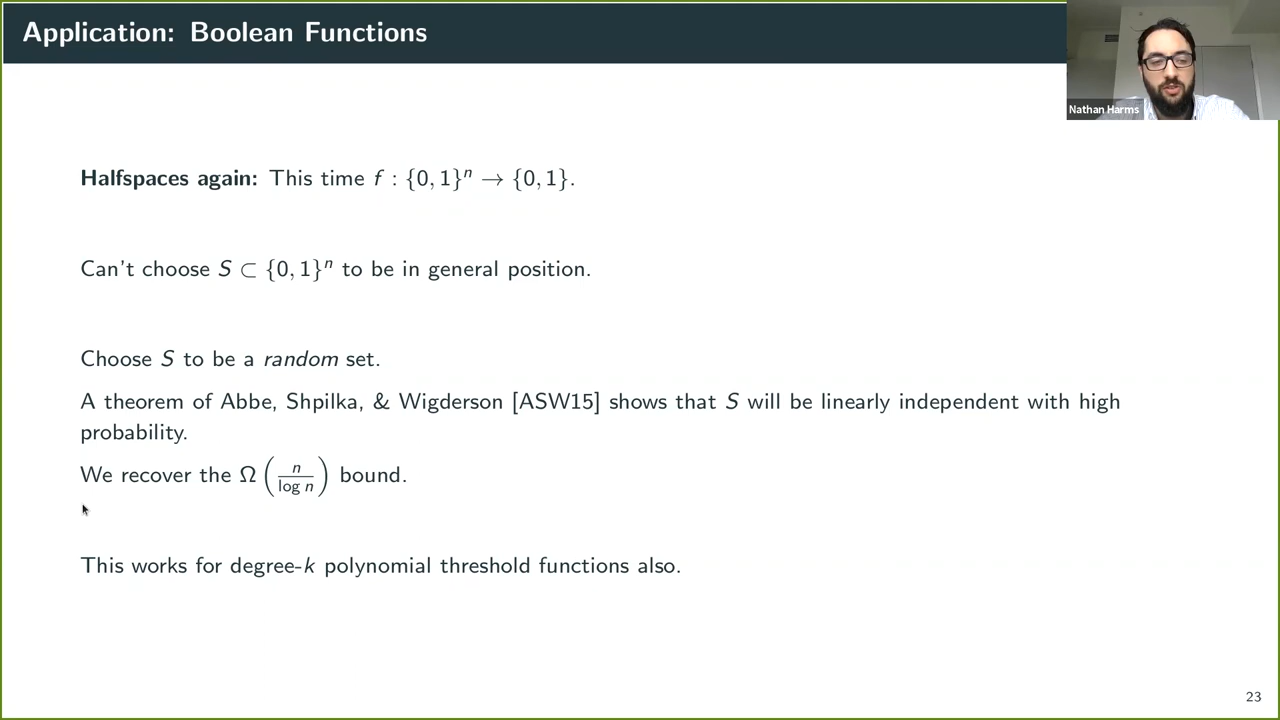 Application: Boolean Functions
Nathan Harms
Halfspaces again: This time f : {0, 1}ⁿ → {0, 1}.
Can't choose S ⊂ {0, 1}ⁿ to be in general position.
Choose S to be a random set.
A theorem of Abbe, Shpilka, & Wigderson [ASW15] shows that S will be linearly independent with high
probability.
We recover the Ω(n/log n) bound.
This works for degree-k polynomial threshold functions also.
23